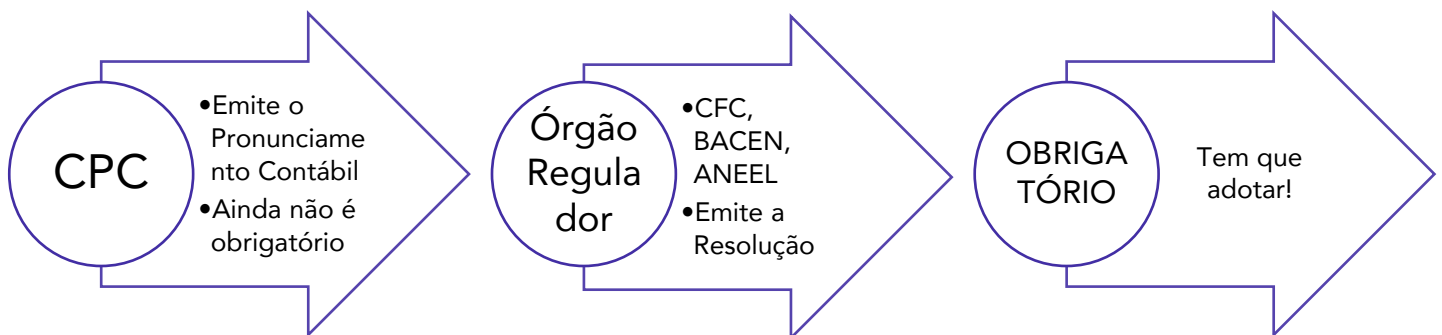 CPC
•Emite o
Pronunciame
nto Contábil
•Ainda não é
obrigatório
Órgão
Regula
dor
•CFC,
BACEN,
ANEEL
•Emite a
Resolução
OBRIGA
TÓRIO
Tem que
adotar!